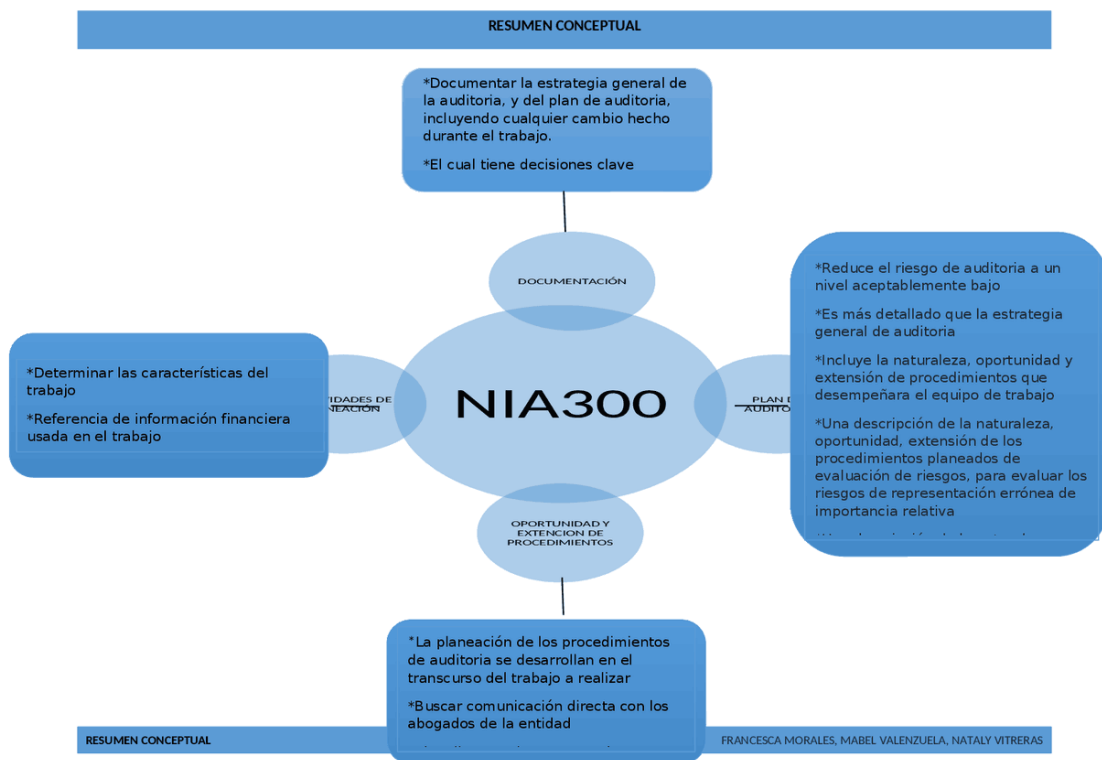 RESUMEN CONCEPTUAL
*Documentar la estrategia general de
la auditoria, y del plan de auditoria,
incluyendo cualquier cambio hecho
durante el trabajo.
*El cual tiene decisiones clave
DOCUMENTACIÓN
*Determinar las características del
trabajo
*Referencia de información financiera
usada en el trabajo
DE
NIA300
PLAN
*Reduce el riesgo de auditoria a un
nivel aceptablemente bajo
*Es más detallado que la estrategia
general de auditoria
*Incluye la naturaleza, oportunidad y
extensión de procedimientos que
desempeñara el equipo de trabajo
*Una descripción de la naturaleza,
oportunidad, extensión de los
procedimientos planeados de
evaluación de riesgos, para evaluar los
riesgos de representación errónea de
importancia relativa
OPORTUNIDAD Y
EXTENCION DE
PROCEDIMIENTOS
*La planeación de los procedimientos
de auditoria se desarrollan en el
transcurso del trabajo a realizar
*Buscar comunicación directa con los
abogados de la entidad
RESUMEN CONCEPTUAL
FRANCESCA MORALES, MABEL VALENZUELA, NATALY VITRERAS